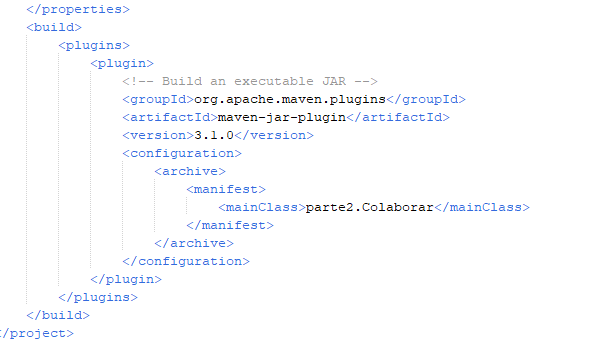 </properties>
<build>
<plugins>
<plugin>
<!-- Build an executable JAR -->
<groupId>org.apache.maven.plugins</groupId>
<artifactId>maven-jar-plugin</artifactId>
<version>3.1.0</version>
<configuration>
<archive>
<manifest>
<mainClass>parte2.Colaborar</mainClass>
</manifest>
</archive>
</configuration>
</plugin>
</plugins>
</build>
/project>